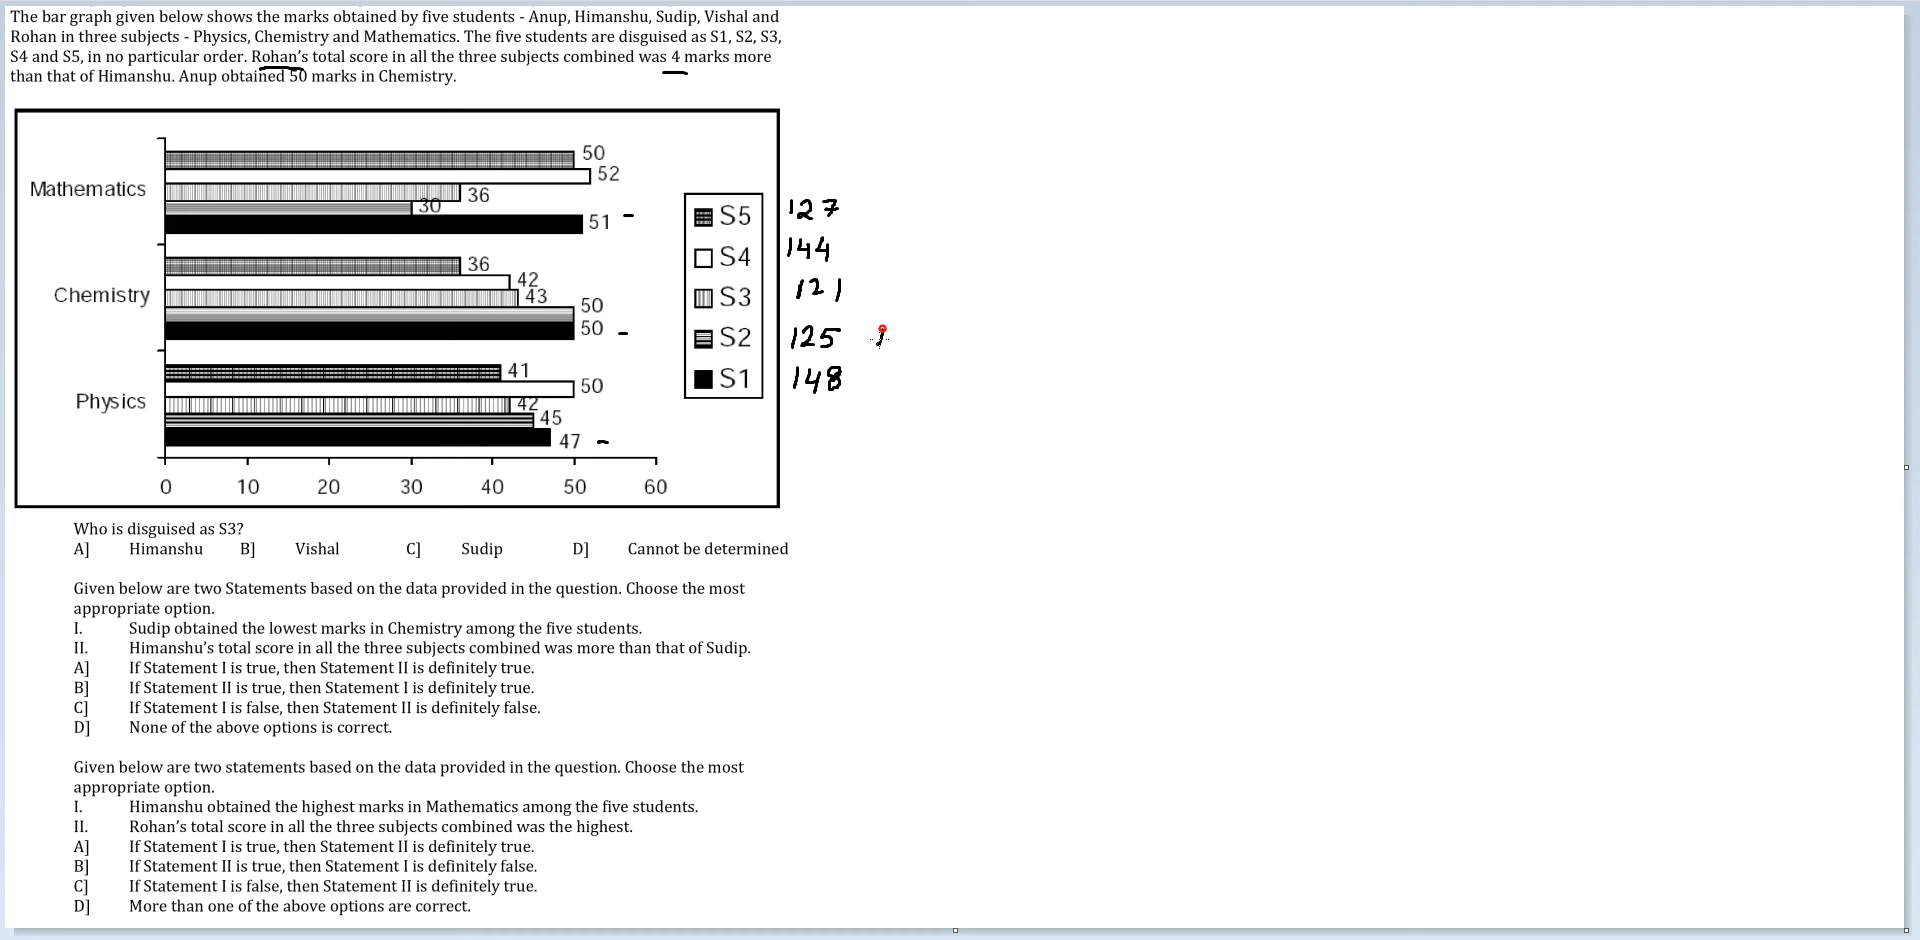 The bar graph given below shows the marks obtained by five students - Anup, Himanshu, Sudip, Vishal and
Rohan in three subjects - Physics, Chemistry and Mathematics. The five students are disguised as S1, S2, S3,
S4 and S5, in no particular order. Rohan's total score in all the three subjects combined was 4 marks more
than that of Himanshu. Anup obtained 50 marks in Chemistry.
Mathematics
50
52
36
30
51
Chemistry
36
42
43
50
50
Physics
41
50
42
45
47
0 10 20 30 40 50 60
S5 127
S4 144
S3 121
S2 125
S1 148
Who is disguised as S3?
A] Himanshu B] Vishal C] Sudip D] Cannot be determined
Given below are two Statements based on the data provided in the question. Choose the most
appropriate option.
I. Sudip obtained the lowest marks in Chemistry among the five students.
II. Himanshu's total score in all the three subjects combined was more than that of Sudip.
A] If Statement I is true, then Statement II is definitely true.
B] If Statement II is true, then Statement I is definitely true.
C] If Statement I is false, then Statement II is definitely false.
D] None of the above options is correct.
Given below are two statements based on the data provided in the question. Choose the most
appropriate option.
I. Himanshu obtained the highest marks in Mathematics among the five students.
II. Rohan's total score in all the three subjects combined was the highest.
A] If Statement I is true, then Statement II is definitely true.
B] If Statement II is true, then Statement I is definitely false.
C] If Statement I is false, then Statement II is definitely true.
D] More than one of the above options are correct.